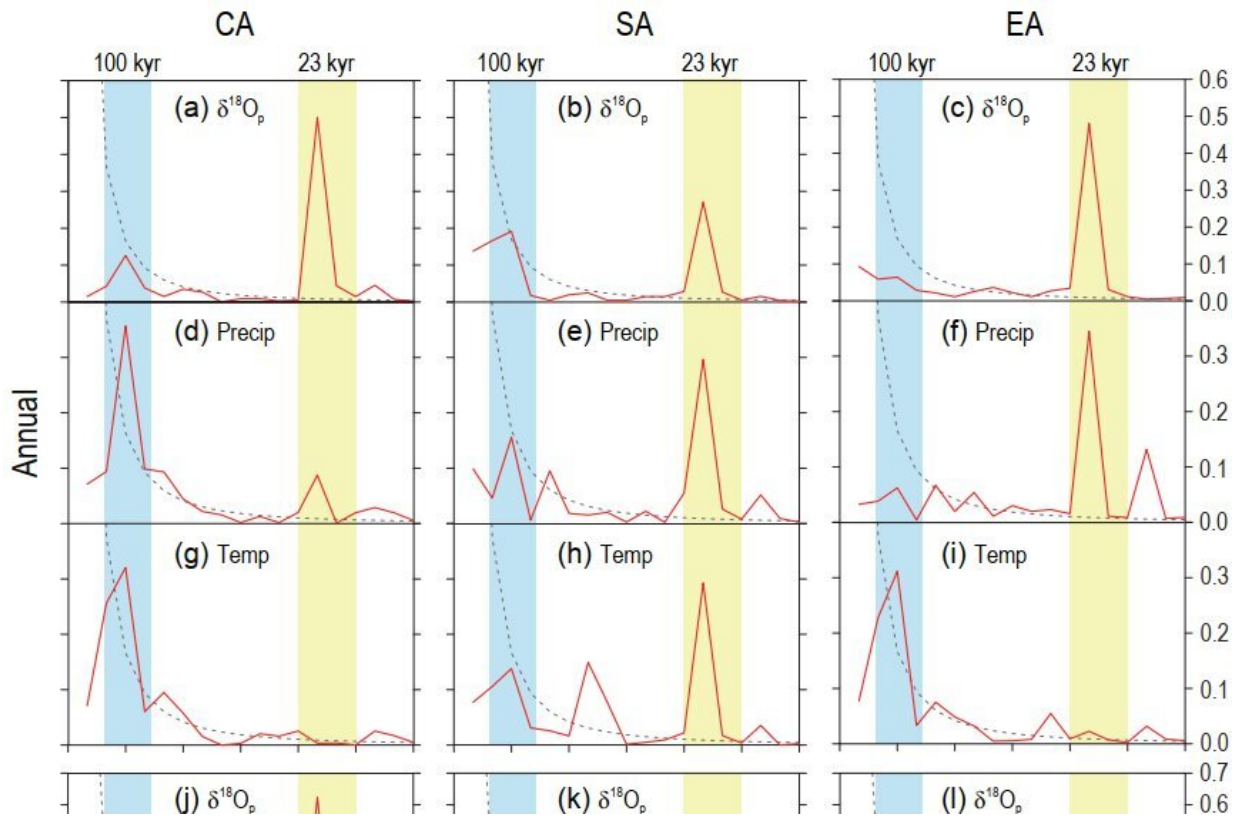 CA SA EA
100 kyr 23 kyr 100 kyr 23 kyr 100 kyr 23 kyr
(a) δ¹⁸Oₚ (b) δ¹⁸Oₚ (c) δ¹⁸Oₚ
0.6
0.5
0.4
0.3
0.2
0.1
0.0
Annual
(d) Precip (e) Precip (f) Precip
0.3
0.2
0.1
0.0
(g) Temp (h) Temp (i) Temp
0.3
0.2
0.1
0.0
(j) δ¹⁸Oₚ (k) δ¹⁸Oₚ (l) δ¹⁸Oₚ
0.7
0.6